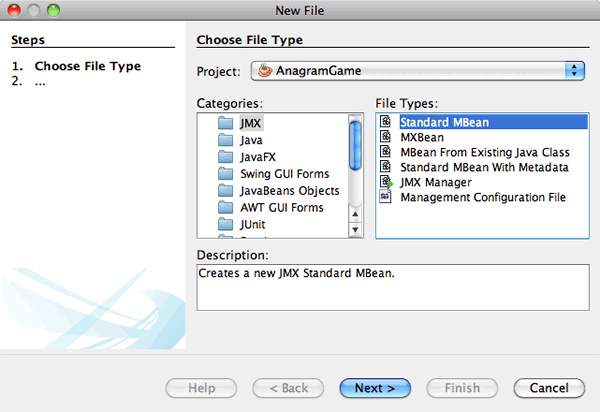 New File
Steps
1. Choose File Type
2. ...
Choose File Type
Project: AnagramGame
Categories:
JMX
Java
JavaFX
Swing GUI Forms
JavaBeans Objects
AWT GUI Forms
JUnit
File Types:
Standard MBean
MXBean
MBean From Existing Java Class
Standard MBean With Metadata
JMX Manager
Management Configuration File
Description:
Creates a new JMX Standard MBean.
Help
< Back
Next >
Finish
Cancel